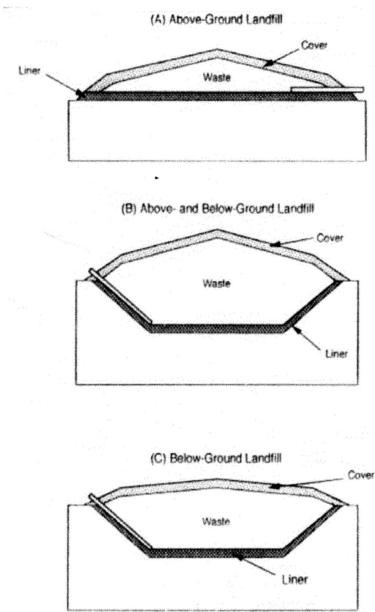 (A) Above-Ground Landfill
Cover
Liner
Waste
(B) Above- and Below-Ground Landfill
Cover
Waste
Liner
(C) Below-Ground Landfill
Cover
Waste
Liner